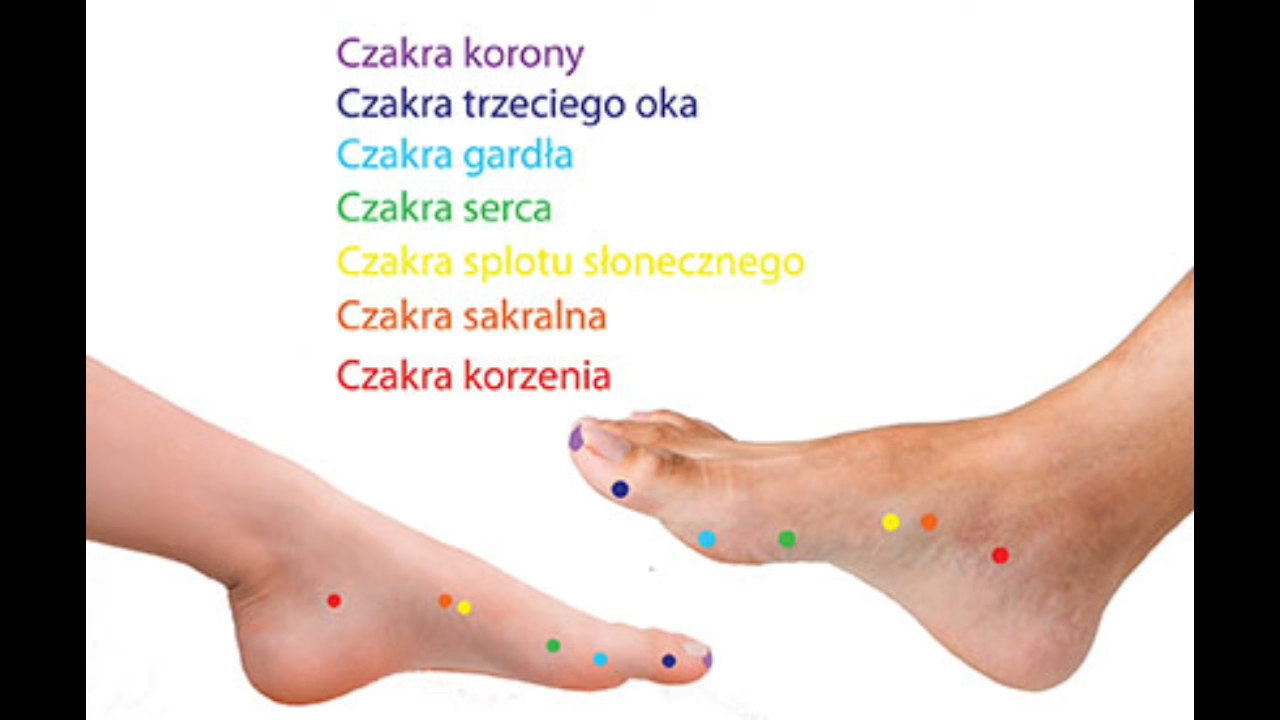 Czakra korony
Czakra trzeciego oka
Czakra gardła
Czakra serca
Czakra splotu słonecznego
Czakra sakralna
Czakra korzenia